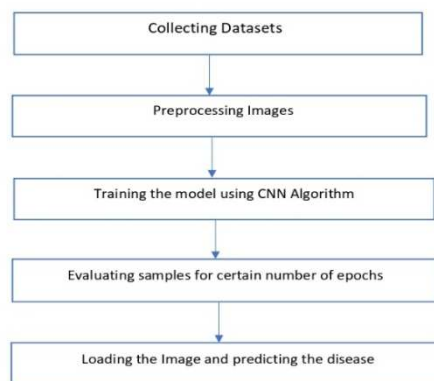 Collecting Datasets
Preprocessing Images
Training the model using CNN Algorithm
Evaluating samples for certain number of epochs
Loading the Image and predicting the disease